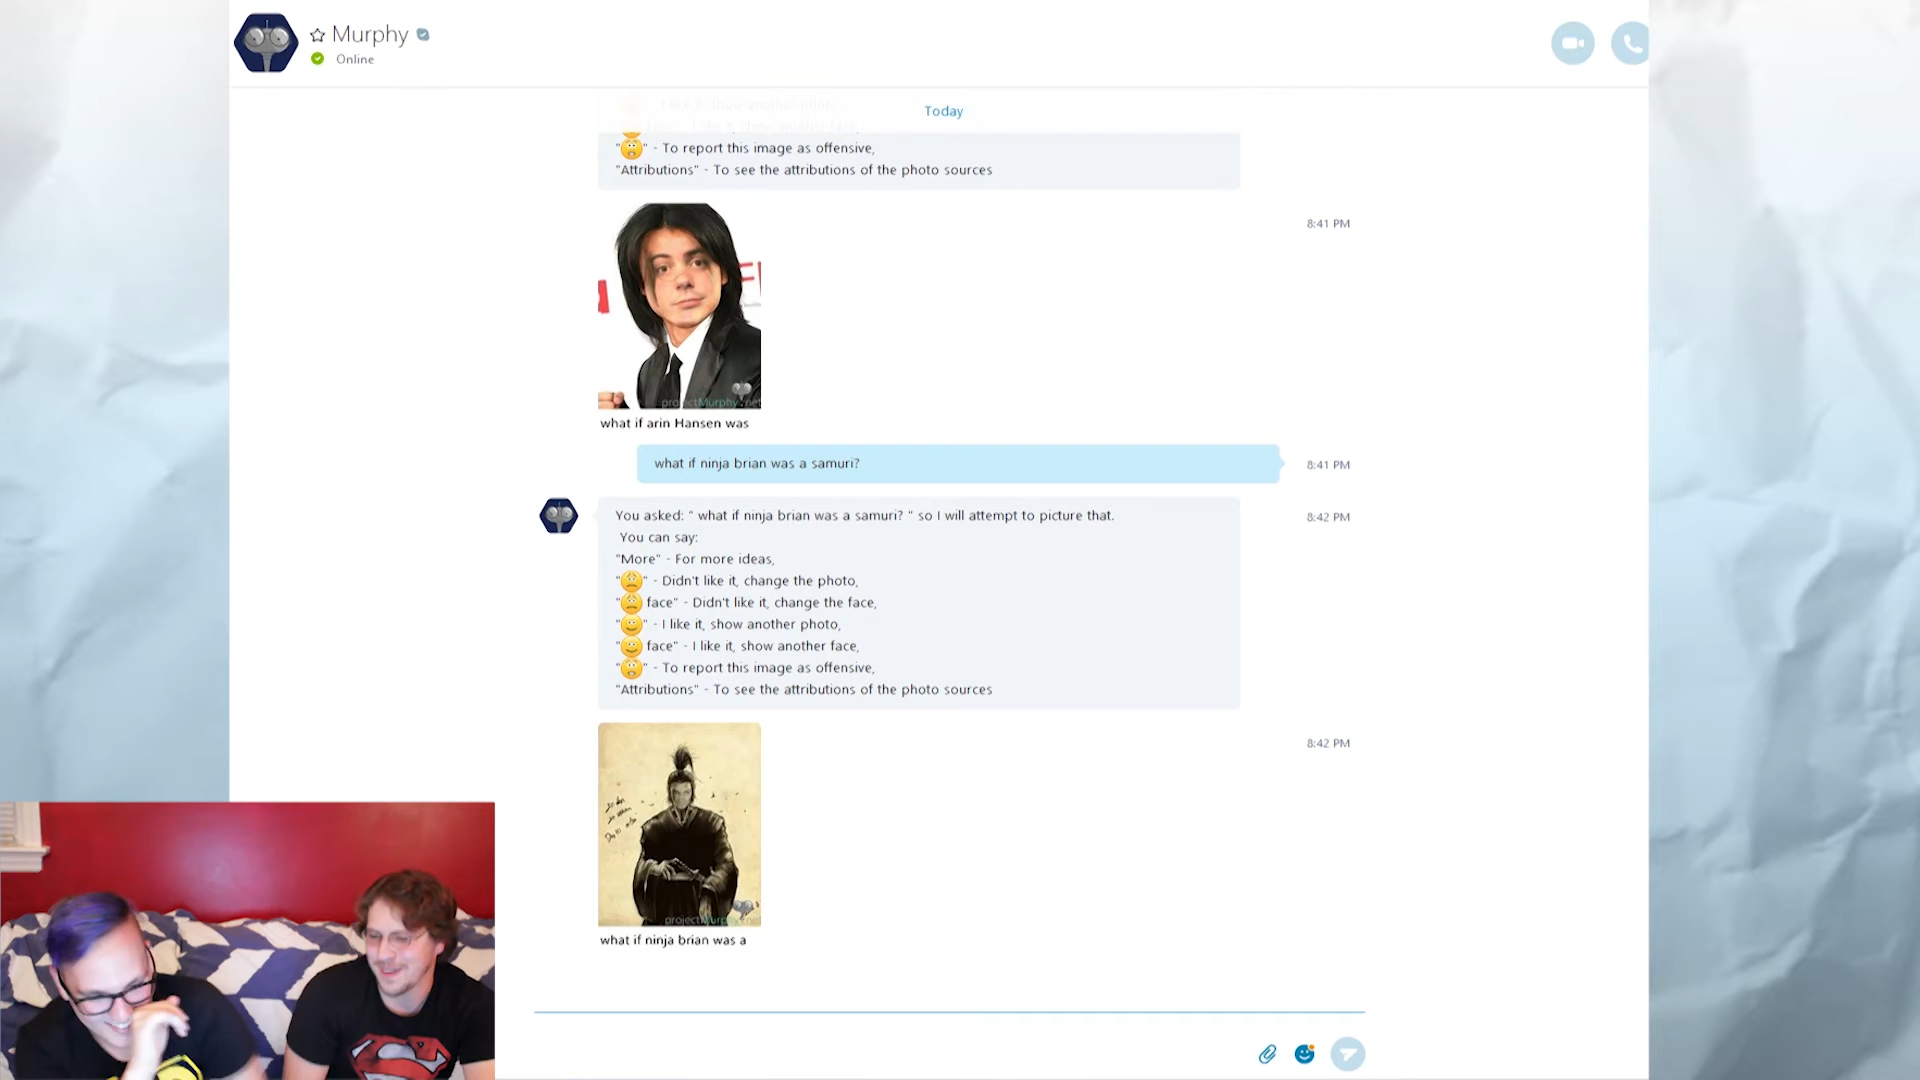 Murphy
Online
Today
"😧" - To report this image as offensive,
"Attributions" - To see the attributions of the photo sources
8:41 PM
projectMurphy.net
what if arin Hansen was
what if ninja brian was a samuri?
8:41 PM
You asked: " what if ninja brian was a samuri? " so I will attempt to picture that.
8:42 PM
You can say:
"More" - For more ideas,
"🙁" - Didn't like it, change the photo,
"🙁 face" - Didn't like it, change the face,
"🙂" - I like it, show another photo,
"🙂 face" - I like it, show another face,
"😧" - To report this image as offensive,
"Attributions" - To see the attributions of the photo sources
8:42 PM
projectMurphy.net
what if ninja brian was a